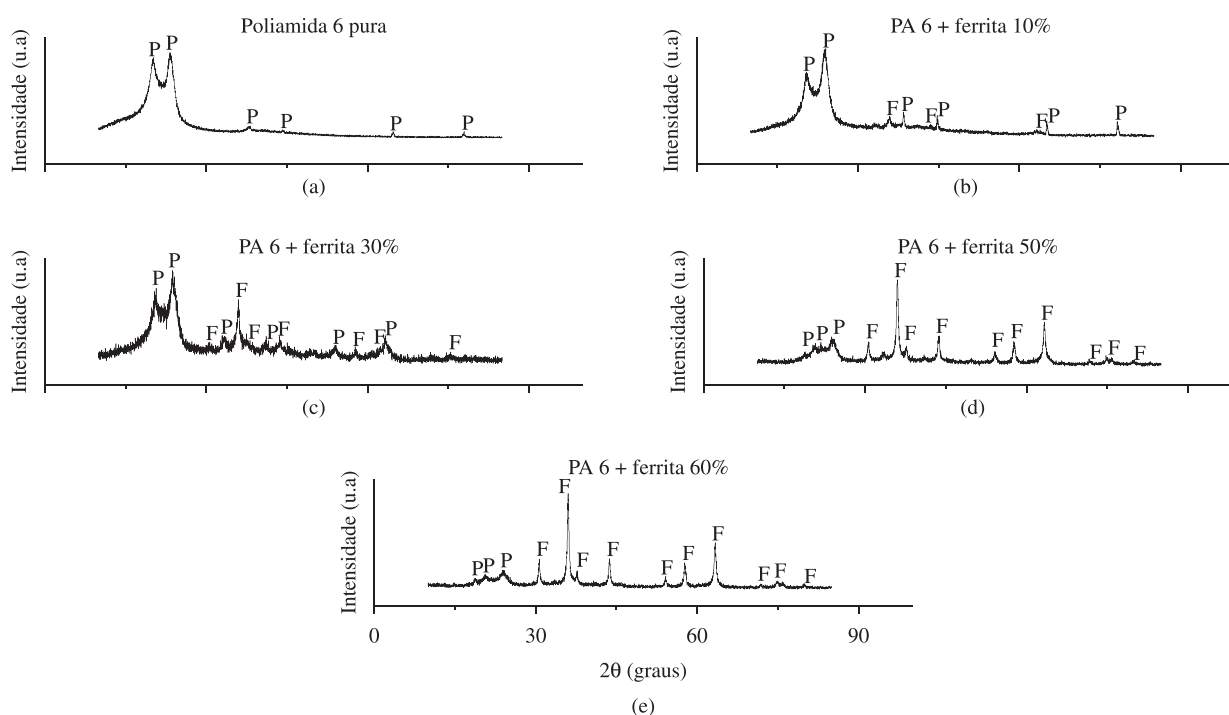 Poliamida 6 pura
Intensidade (u.a)
P P P P P P
(a)
PA 6 + ferrita 10%
Intensidade (u.a)
P P F P F P F P P
(b)
PA 6 + ferrita 30%
Intensidade (u.a)
P P F P F F P F P F F P F
(c)
PA 6 + ferrita 50%
Intensidade (u.a)
P P P F F F F F F F F F F
(d)
PA 6 + ferrita 60%
Intensidade (u.a)
P P P F F F F F F F F F F
0 30 60 90
2θ (graus)
(e)